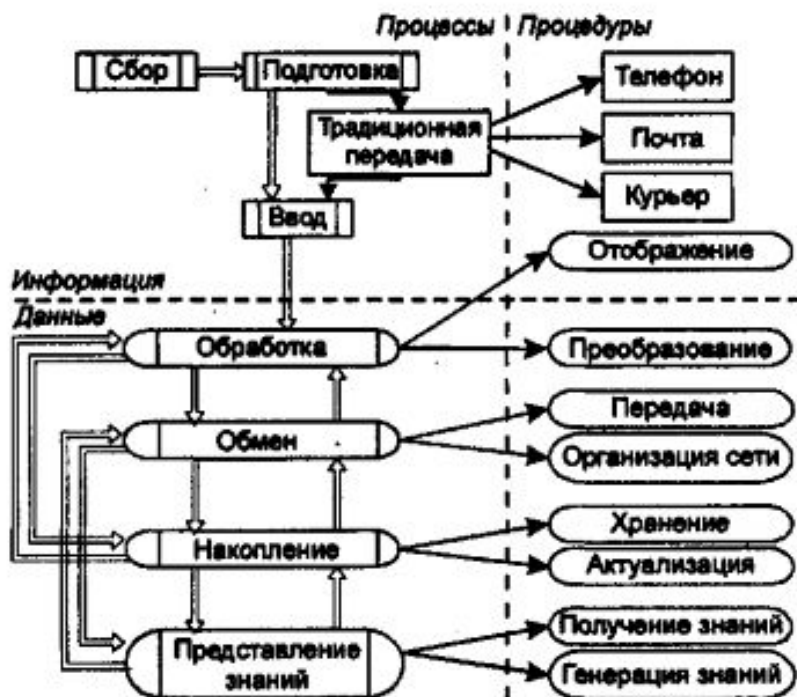 Процессы
Процедуры
Сбор
Подготовка
Телефон
Традиционная
передача
Почта
Курьер
Ввод
Отображение
Информация
Данные
Обработка
Преобразование
Обмен
Передача
Организация сети
Накопление
Хранение
Актуализация
Представление
знаний
Получение знаний
Генерация знаний